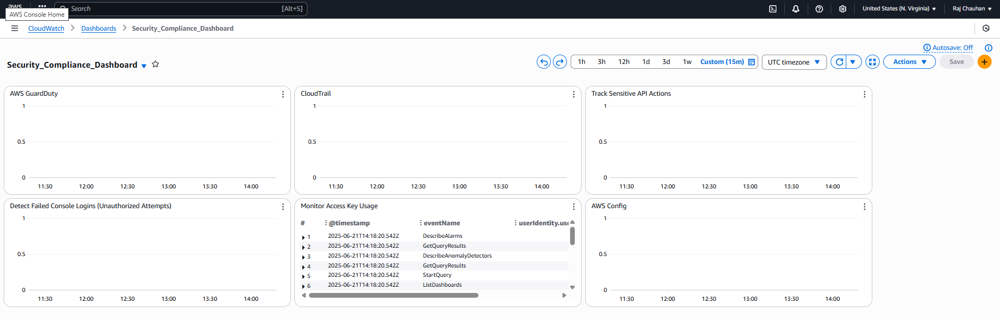 aws
Search [Alt+S]
United States (N. Virginia)
Raj Chauhan
AWS Console Home
CloudWatch
Dashboards
Security_Compliance_Dashboard
Autosave: Off
Security_Compliance_Dashboard
1h 3h 12h 1d 3d 1w Custom (15m)
UTC timezone
Actions
Save
AWS GuardDuty
1
0.5
0
11:30 12:00 12:30 13:00 13:30 14:00
CloudTrail
1
0.5
0
11:30 12:00 12:30 13:00 13:30 14:00
Track Sensitive API Actions
1
0.5
0
11:30 12:00 12:30 13:00 13:30 14:00
Detect Failed Console Logins (Unauthorized Attempts)
1
0.5
0
11:30 12:00 12:30 13:00 13:30 14:00
Monitor Access Key Usage
# @timestamp eventName userIdentity.use
1 2025-06-21T14:18:20.542Z DescribeAlarms
2 2025-06-21T14:18:20.542Z GetQueryResults
3 2025-06-21T14:18:20.542Z DescribeAnomalyDetectors
4 2025-06-21T14:18:20.542Z GetQueryResults
5 2025-06-21T14:18:20.542Z StartQuery
6 2025-06-21T14:18:20.542Z ListDashboards
AWS Config
1
0.5
0
11:30 12:00 12:30 13:00 13:30 14:00